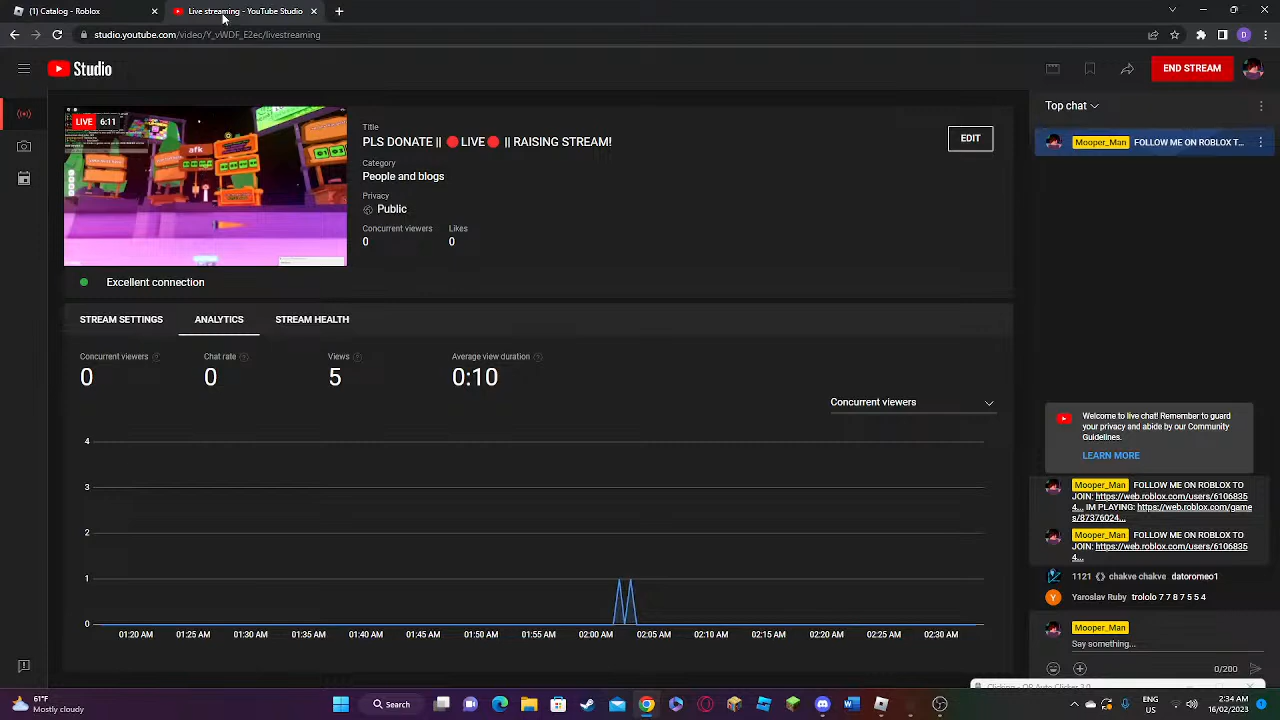 (1) Catalog - Roblox
Live streaming - YouTube Studio
studio.youtube.com/video/Y_vWDF_E2ec/livestreaming
Studio
END STREAM
LIVE 6:11
afk
Title
PLS DONATE || 🔴LIVE 🔴 || RAISING STREAM!
EDIT
Category
People and blogs
Privacy
Public
Concurrent viewers Likes
0 0
Excellent connection
STREAM SETTINGS ANALYTICS STREAM HEALTH
Concurrent viewers Chat rate Views Average view duration
0 0 5 0:10
Concurrent viewers
4
3
2
1
0
01:20 AM 01:25 AM 01:30 AM 01:35 AM 01:40 AM :45 AM 01:50 AM 01:55 AM 02:00 AM 02:05 AM 02:10 AM 02:15 AM 02:20 AM 02:25 AM 02:30 AM
Top chat
Mooper_Man FOLLOW ME ON ROBLOX T...
Welcome to live chat! Remember to guard
your privacy and abide by our Community
Guidelines.
LEARN MORE
Mooper_Man FOLLOW ME ON ROBLOX TO
JOIN: https://web.roblox.com/users/6106835
4... IM PLAYING: https://www.roblox.com/game
s/87376024...
Mooper_Man FOLLOW ME ON ROBLOX TO
JOIN: https://web.roblox.com/users/6106835
4...
1121 chakve chakve datoromeo1
Y Yaroslav Ruby trololo 7 7 8 7 5 5 4
Mooper_Man
Say something...
0/200
Clicking - OP Auto Clicker 3.0
61°F
Mostly cloudy
Search
ENG
US
2:34 AM
16/02/2023